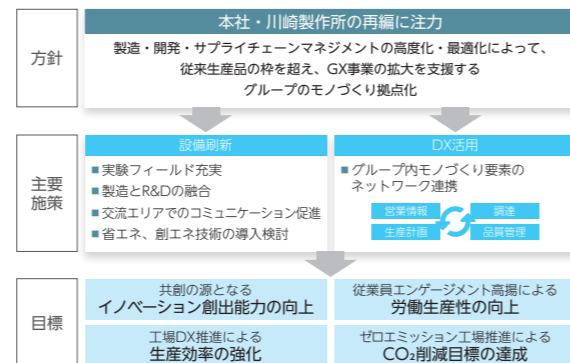 方針
本社・川崎製作所の再編に注力
製造・開発・サプライチェーンマネジメントの高度化・最適化によって、
従来生産品の枠を超え、GX事業の拡大を支援する
グループのモノづくり拠点化
主要
施策
設備刷新
■実験フィールド充実
■製造とR&Dの融合
■交流エリアでのコミュニケーション促進
■省エネ、創エネ技術の導入検討
DX活用
■グループ内モノづくり要素の
ネットワーク連携
営業情報
調達
生産計画
品質管理
目標
共創の源となる
イノベーション創出能力の向上
従業員エンゲージメント高揚による
労働生産性の向上
工場DX推進による
生産効率の強化
ゼロエミッション工場推進による
CO₂削減目標の達成